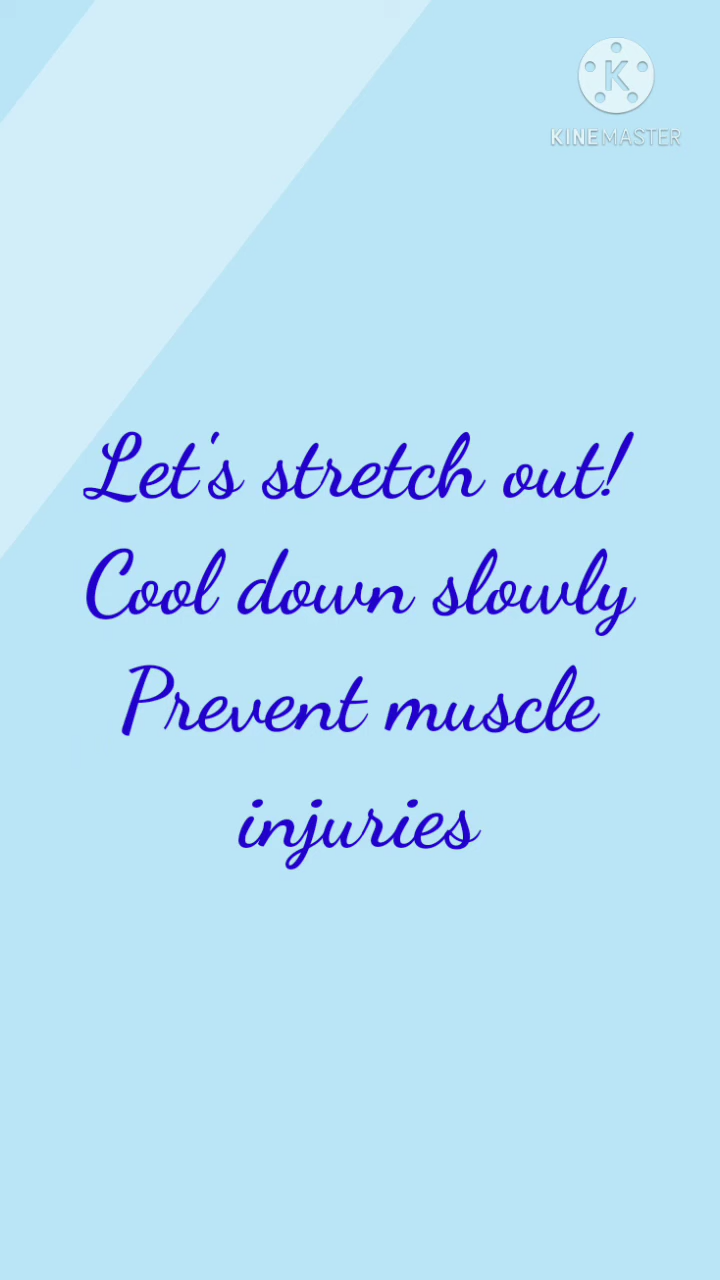 K
KINEMASTER
Let's stretch out!
Cool down slowly
Prevent muscle
injuries